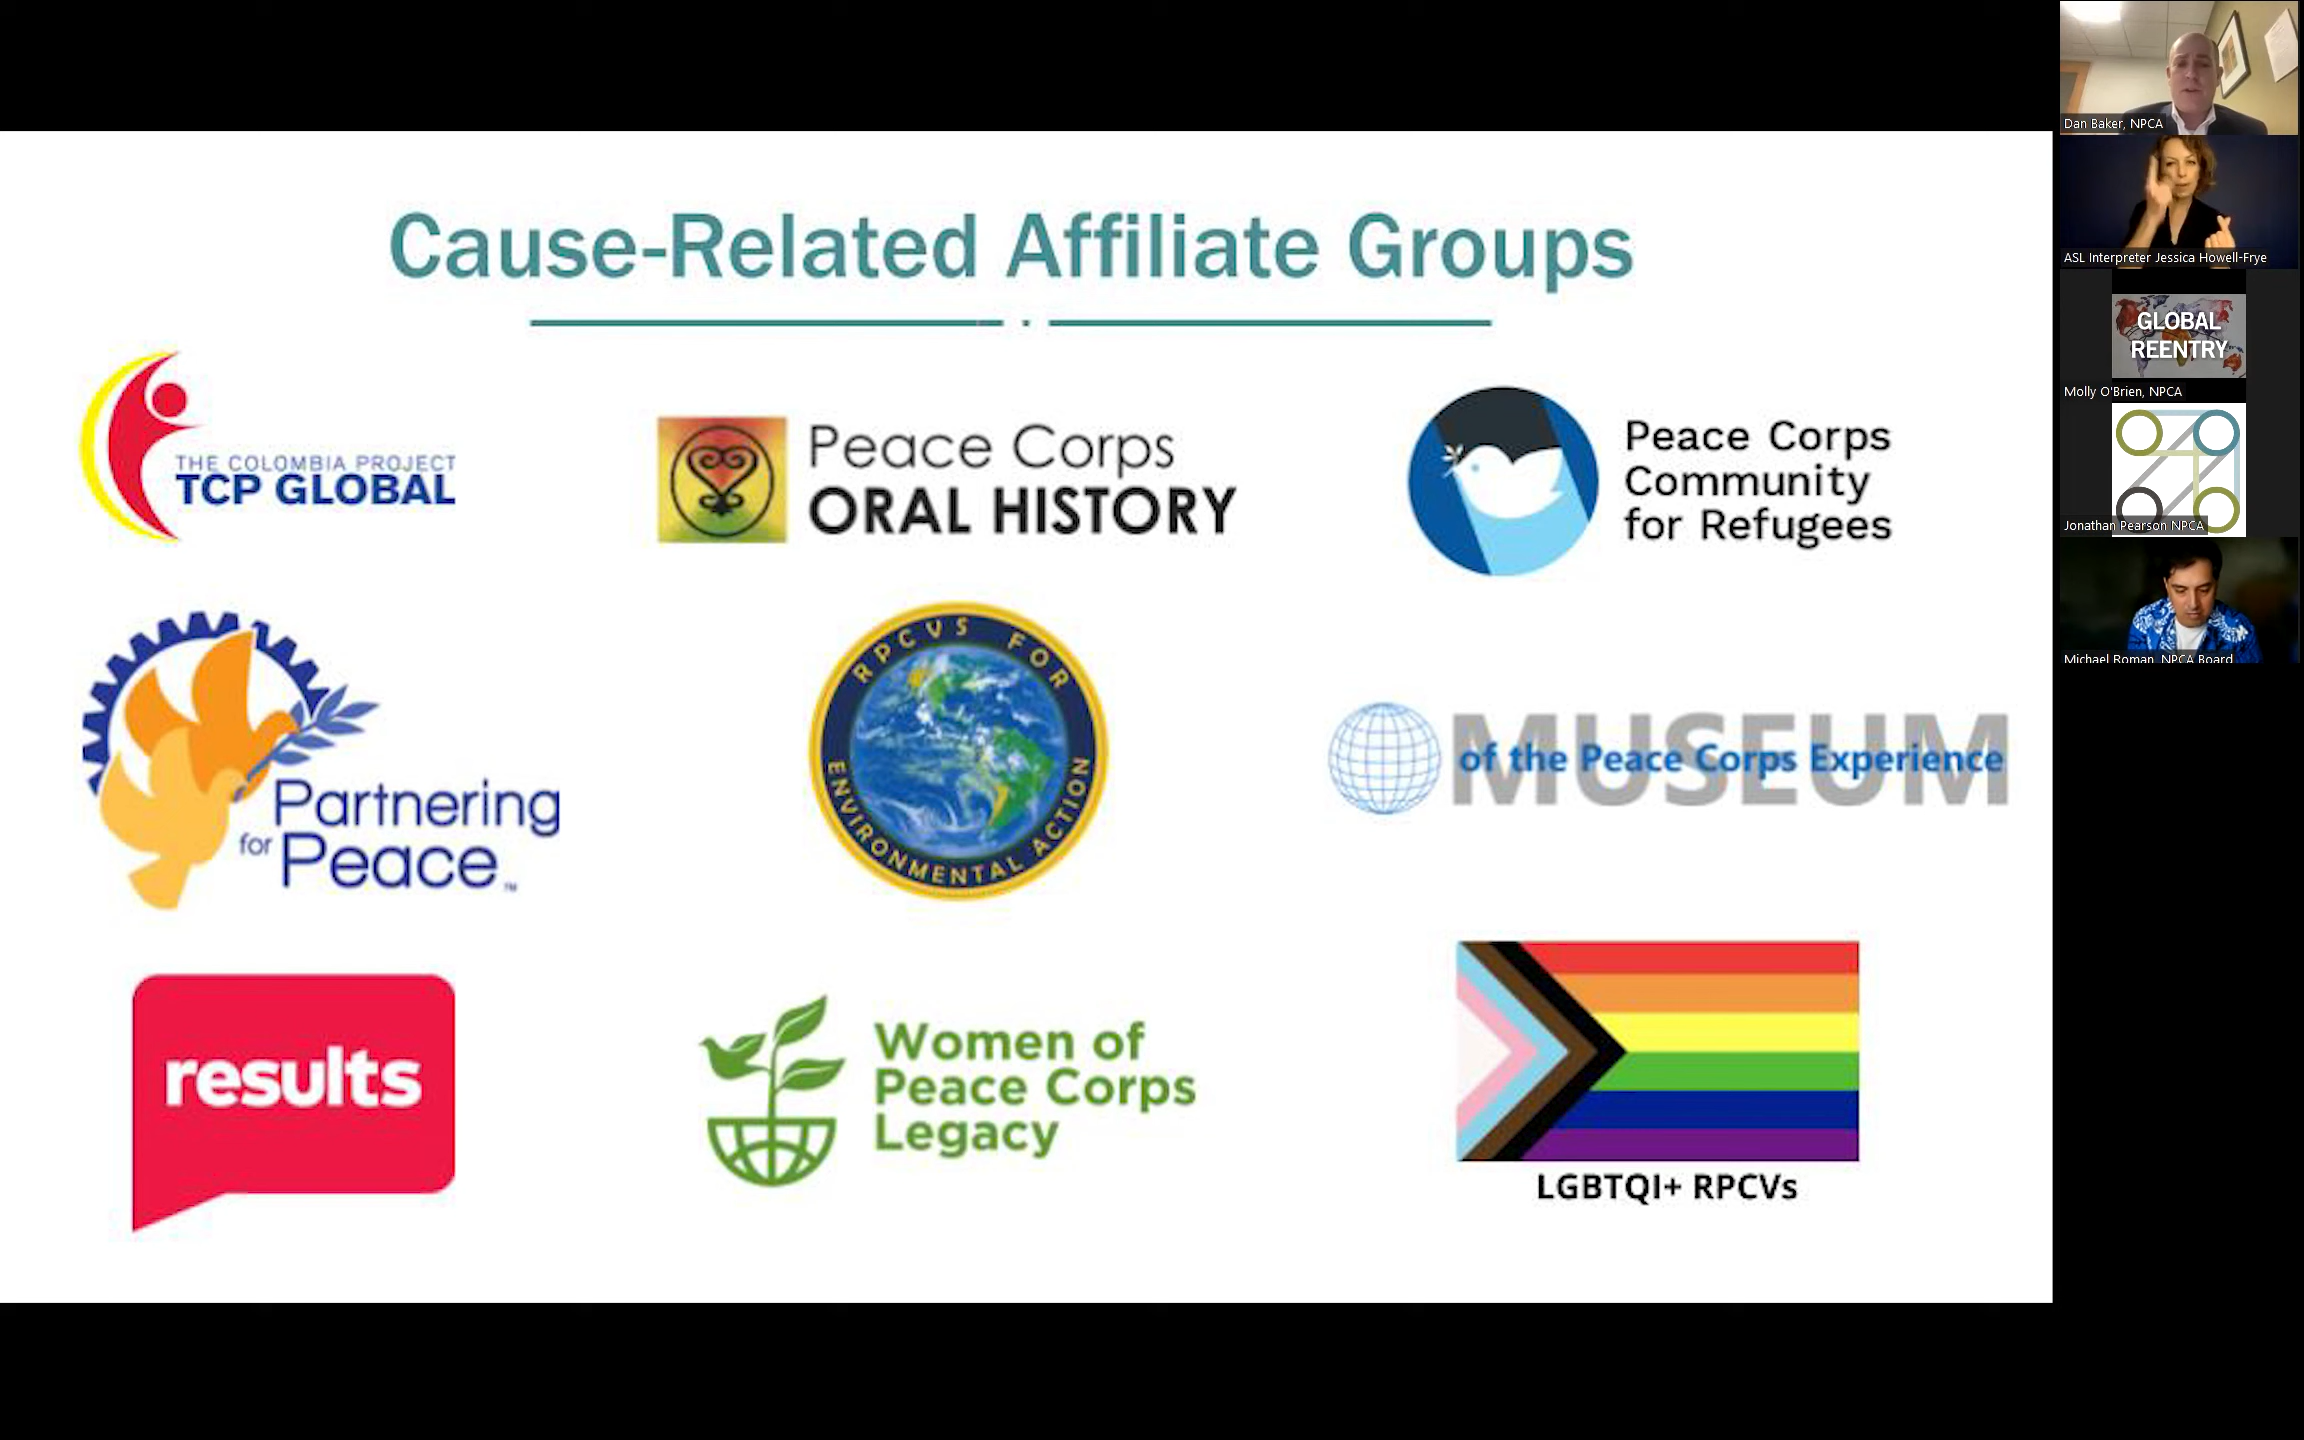 Cause-Related Affiliate Groups
THE COLOMBIA PROJECT
TCP GLOBAL
Peace Corps
ORAL HISTORY
Peace Corps
Community
for Refugees
Partnering
for Peace™
RPCVS FOR
ENVIRONMENTAL ACTION
MUSEUM
of the Peace Corps Experience
results
Women of
Peace Corps
Legacy
LGBTQI+ RPCVs
Dan Baker, NPCA
ASL Interpreter Jessica Howell-Frye
GLOBAL
REENTRY
Molly O'Brien, NPCA
Jonathan Pearson NPCA
Michael Roman, NPCA Board